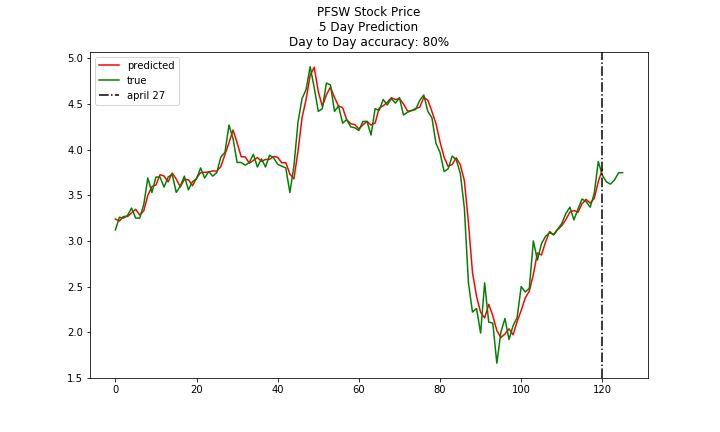 PFSW Stock Price
5 Day Prediction
Day to Day accuracy: 80%
predicted
true
april 27
5.0
4.5
4.0
3.5
3.0
2.5
2.0
1.5
0 20 40 60 80 100 120